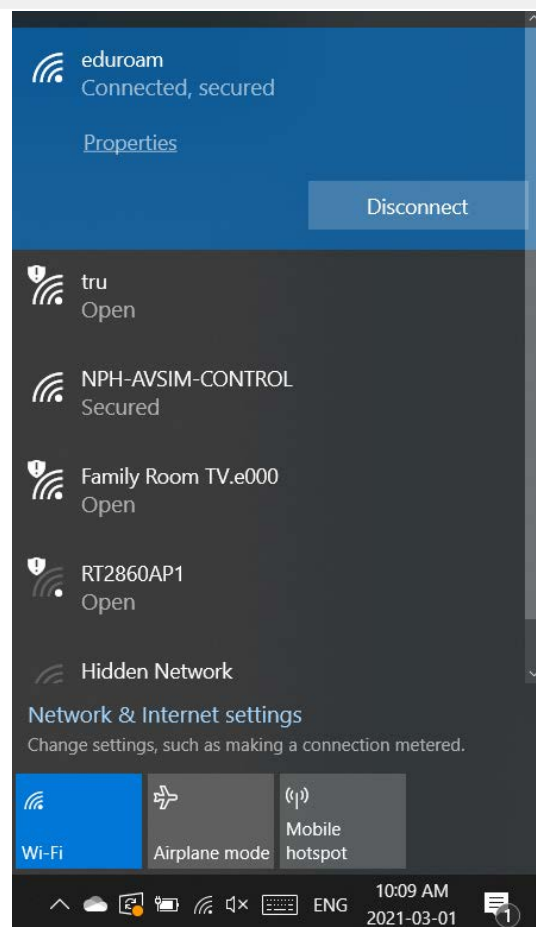 eduroam
Connected, secured
Properties
Disconnect
tru
Open
NPH-AVSIM-CONTROL
Secured
Family Room TV.e000
Open
RT2860AP1
Open
Hidden Network
Network & Internet settings
Change settings, such as making a connection metered.
Wi-Fi
Airplane mode
Mobile
hotspot
ENG
10:09 AM
2021-03-01
1